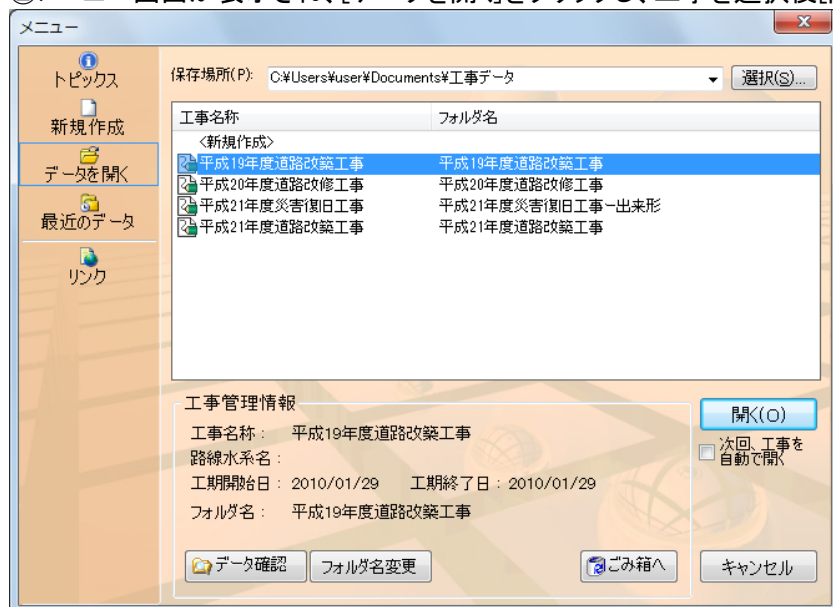 メニュー
トピックス
新規作成
データを開く
最近のデータ
リンク
保存場所(P): C:¥Users¥user¥Documents¥工事データ 選択(S)...
工事名称 フォルダ名
<新規作成>
平成19年度道路改築工事 平成19年度道路改築工事
平成20年度道路改修工事 平成20年度道路改修工事
平成21年度災害復旧工事 平成21年度災害復旧工事-出来形
平成21年度道路改築工事 平成21年度道路改築工事
工事管理情報
工事名称: 平成19年度道路改築工事
路線水系名:
工期開始日: 2010/01/29 工期終了日: 2010/01/29
フォルダ名: 平成19年度道路改築工事
データ確認 フォルダ名変更 ごみ箱へ
開く(O)
次回、工事を
自動で開く
キャンセル